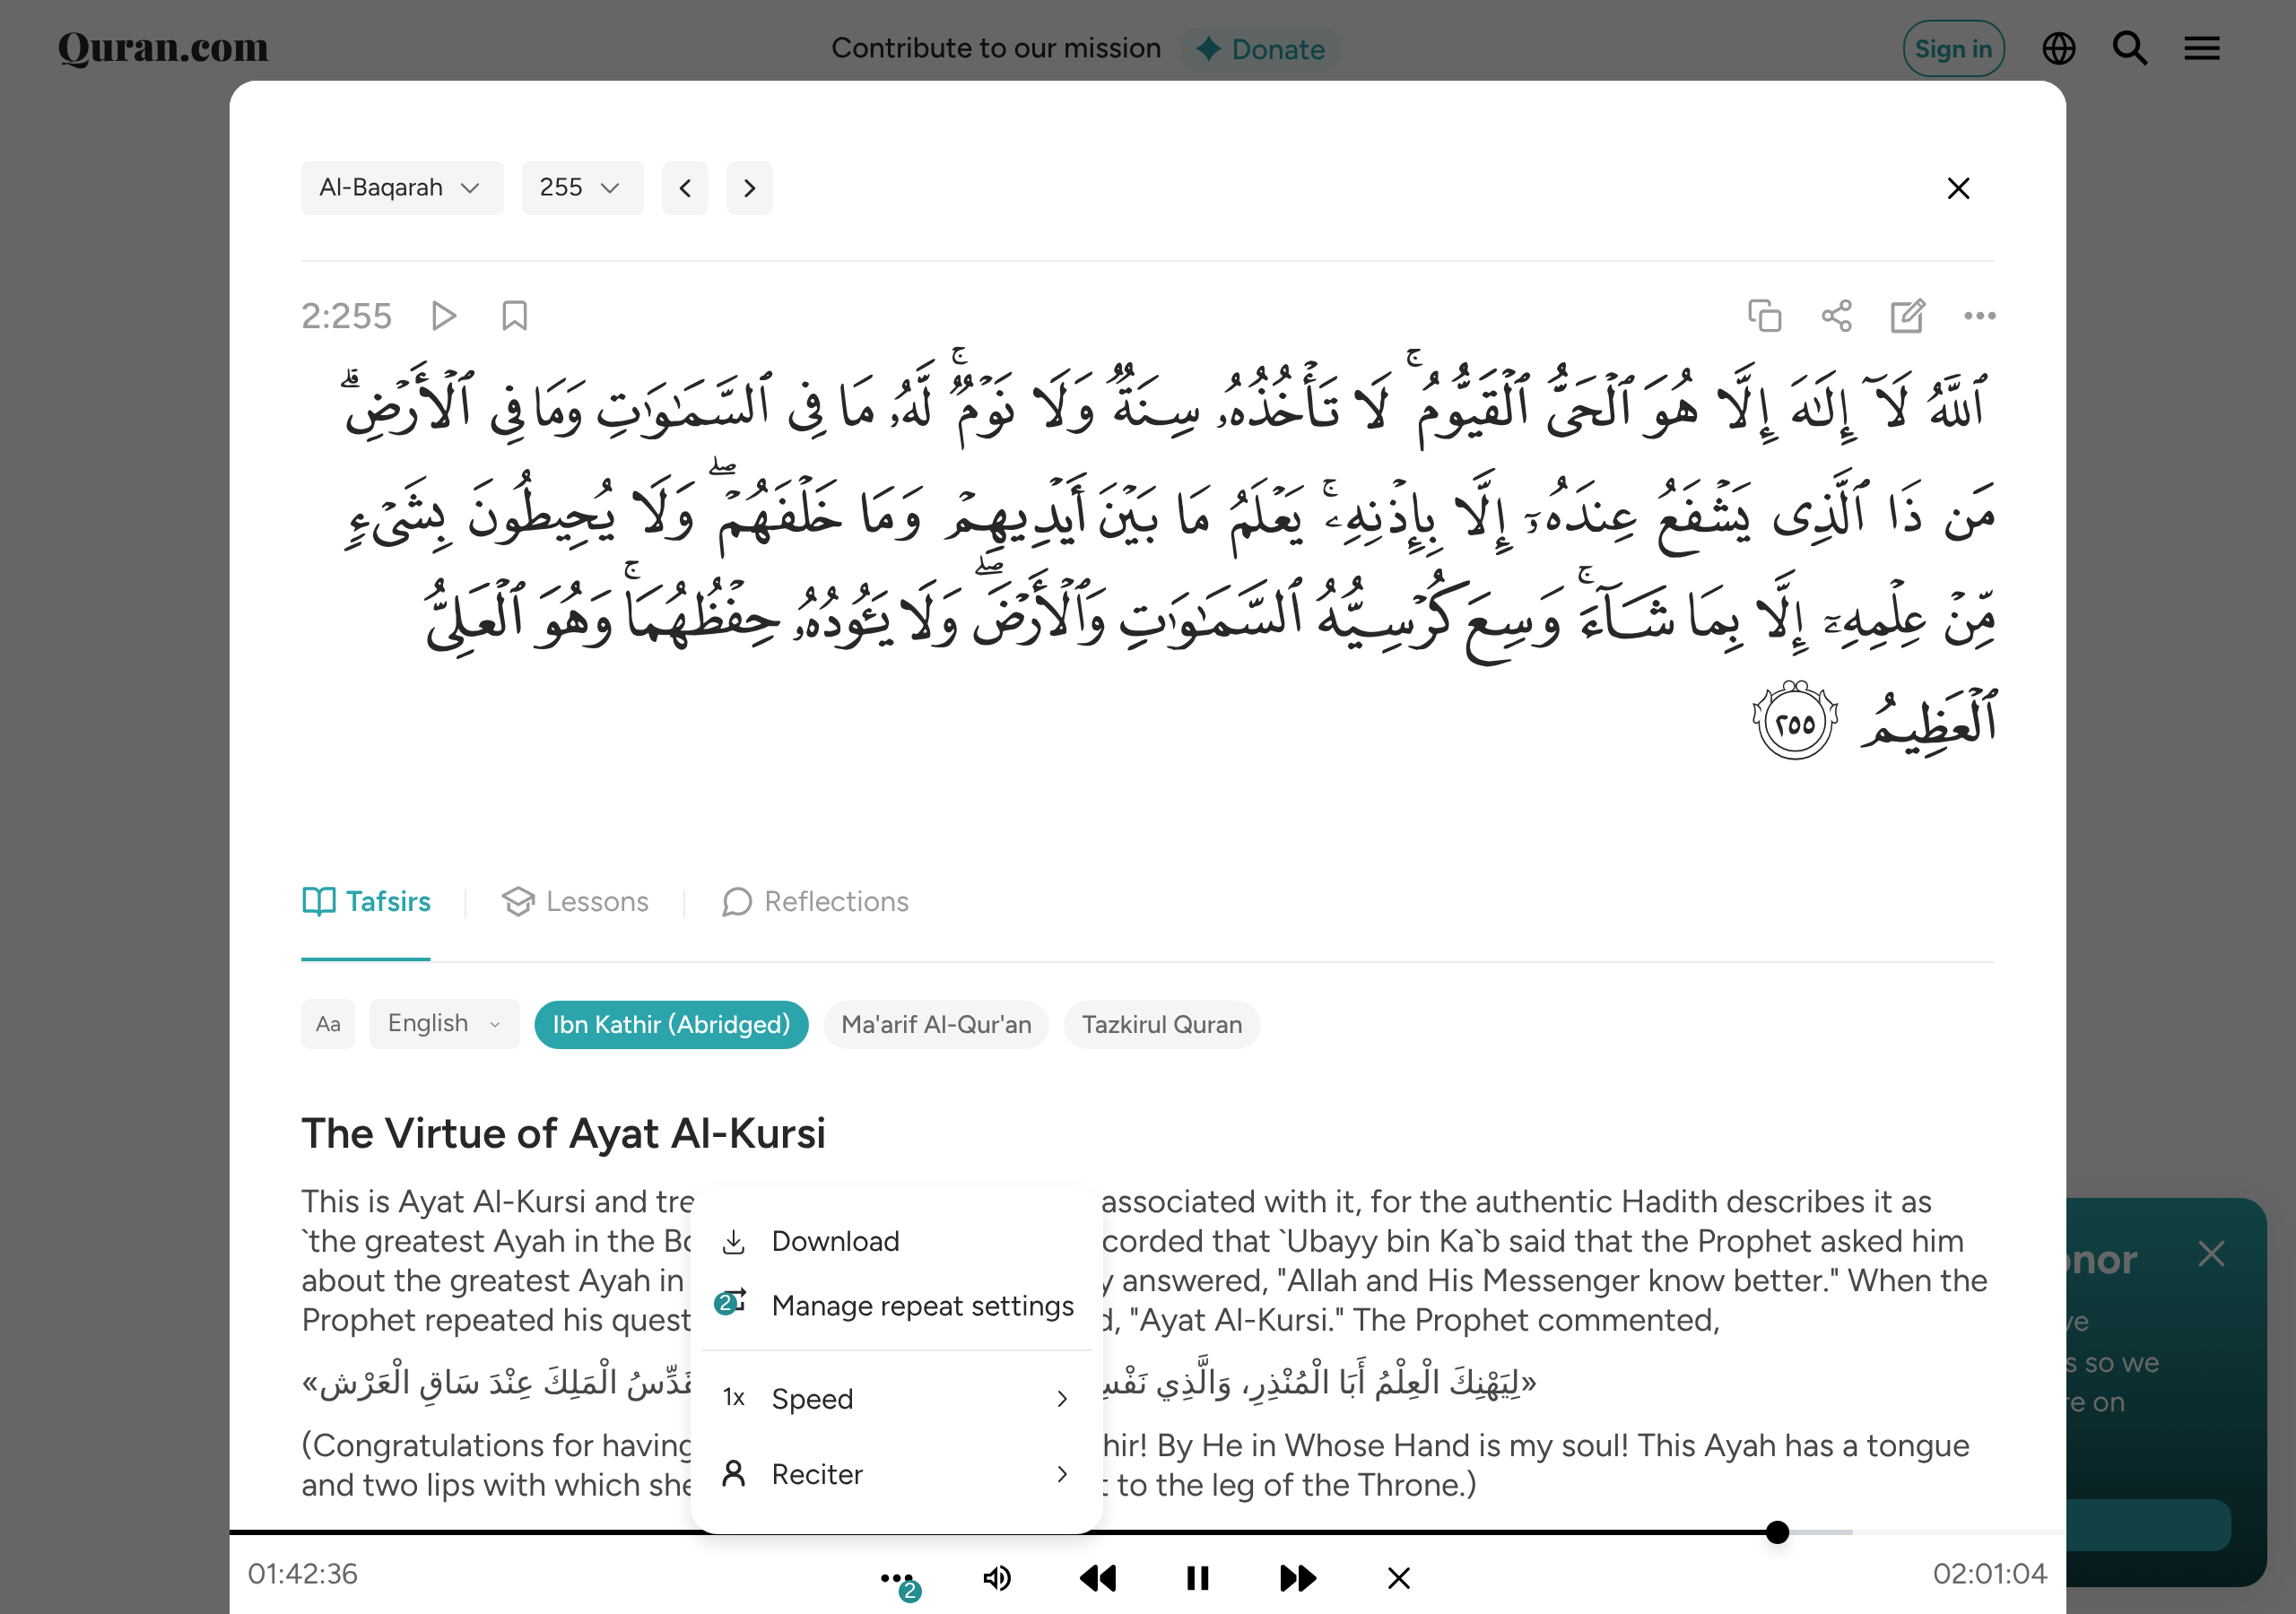 Quran.com
Contribute to our mission
Donate
Sign in
Al-Baqarah
255
2:255
ٱللَّهُ لَآ إِلَـٰهَ إِلَّا هُوَ ٱلْحَىُّ ٱلْقَيُّومُ ۚ لَا تَأْخُذُهُۥ سِنَةٌ وَلَا نَوْمٌ ۚ لَّهُۥ مَا فِى ٱلسَّمَـٰوَٰتِ وَمَا فِى ٱلْأَرْضِ ۗ
مَن ذَا ٱلَّذِى يَشْفَعُ عِندَهُۥٓ إِلَّا بِإِذْنِهِۦ ۚ يَعْلَمُ مَا بَيْنَ أَيْدِيهِمْ وَمَا خَلْفَهُمْ ۖ وَلَا يُحِيطُونَ بِشَىْءٍ
مِّنْ عِلْمِهِۦٓ إِلَّا بِمَا شَآءَ ۚ وَسِعَ كُرْسِيُّهُ ٱلسَّمَـٰوَٰتِ وَٱلْأَرْضَ ۖ وَلَا يَـُٔودُهُۥ حِفْظُهُمَا ۚ وَهُوَ ٱلْعَلِىُّ
ٱلْعَظِيمُ ٢٥٥
Tafsirs
Lessons
Reflections
Aa
English
Ibn Kathir (Abridged)
Ma'arif Al-Qur'an
Tazkirul Quran
The Virtue of Ayat Al-Kursi
This is Ayat Al-Kursi and associated with it, for the authentic Hadith describes it as
`the greatest Ayah in the that `Ubayy bin Ka`b said that the Prophet asked him
about the greatest Ayah in answered, "Allah and His Messenger know better." When the
Prophet repeated his "Ayat Al-Kursi." The Prophet commented,
«لِيَهْنِكَ الْعِلْمُ أَبَا الْمُنْذِرِ، وَالَّذِي الْمَلِكَ عِنْدَ سَاقِ الْعَرْش»
(Congratulations for having By He in Whose Hand is my soul! This Ayah has a tongue
and two lips with which to the leg of the Throne.)
Download
2
Manage repeat settings
1x
Speed
Reciter
so we
on
01:42:36
2
02:01:04